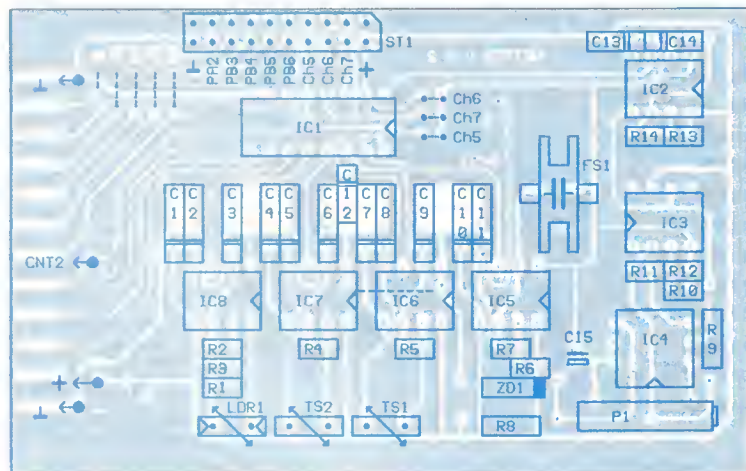 C13 C14
ST1
⊥ PA2 PB3 PB4 PB5 PB6 Ch5 Ch6 Ch7 +
⊥
Ch6
IC2
Ch7
IC1
Ch5
R14 R13
FS1
C1 C2 C3 C4 C5 C6 C12 C7 C8 C9 C10 C11
IC3
CNT2
R11 R12
R10
IC8 IC7 IC6 IC5
C15
IC4
R9
R2 R4 R5 R7
R3
R6
+
R1
ZD1
⊥
LDR1 TS2 TS1
P1
R8